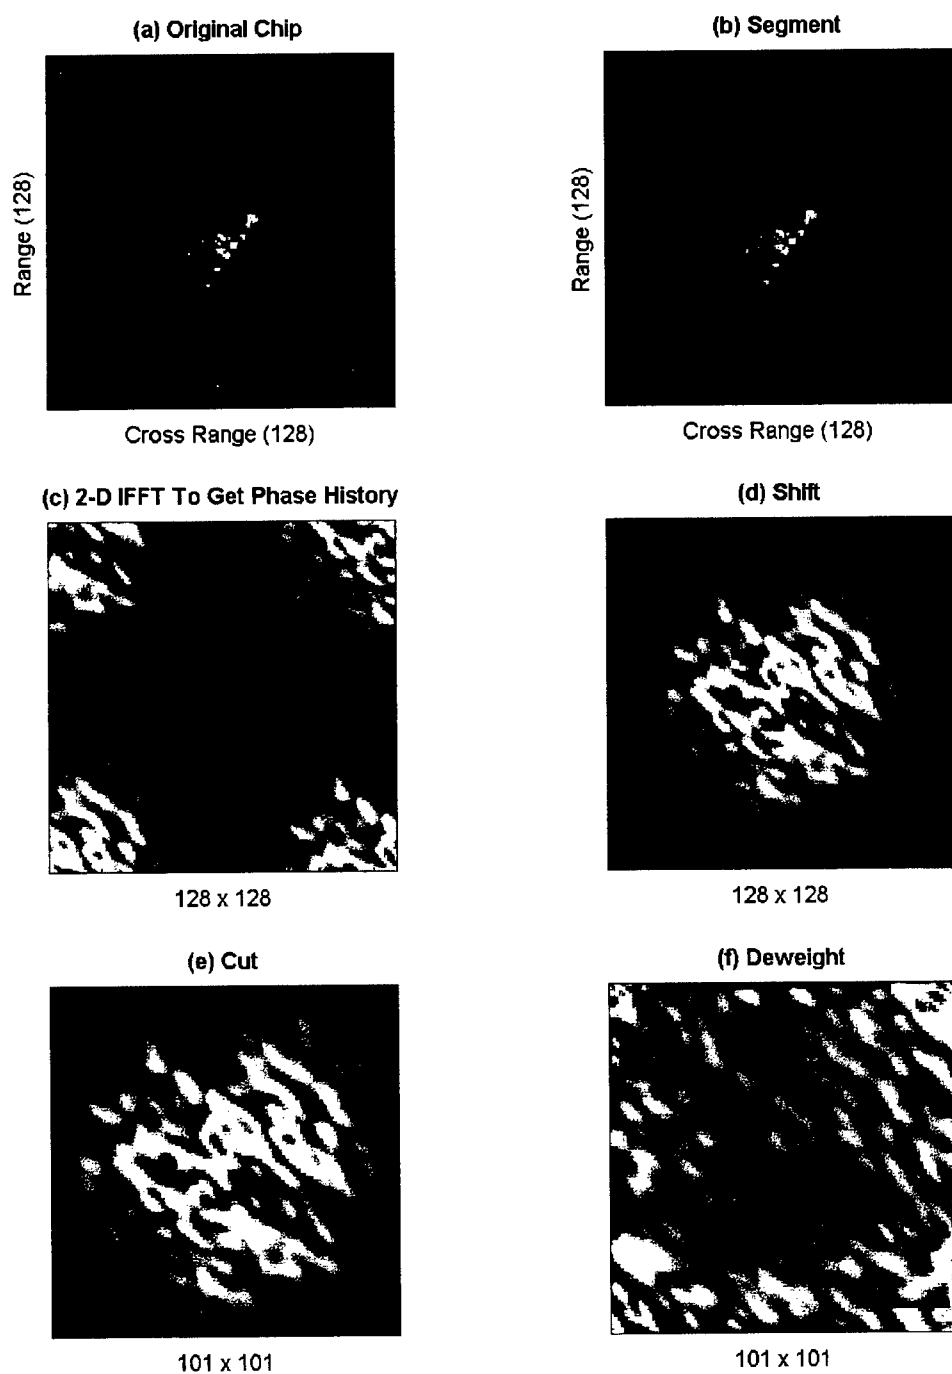 (a) Original Chip
(b) Segment
Range (128)
Range (128)
Cross Range (128)
Cross Range (128)
(c) 2-D IFFT To Get Phase History
(d) Shift
128 x 128
128 x 128
(e) Cut
(f) Deweight
101 x 101
101 x 101